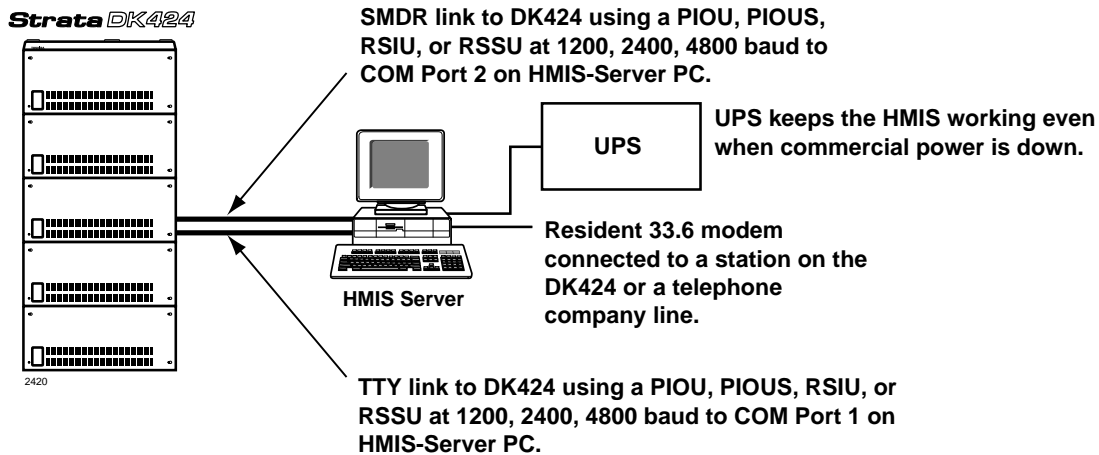 Strata DK424
SMDR link to DK424 using a PIOU, PIOUS,
RSIU, or RSSU at 1200, 2400, 4800 baud to
COM Port 2 on HMIS-Server PC.
UPS
UPS keeps the HMIS working even
when commercial power is down.
Resident 33.6 modem
connected to a station on the
DK424 or a telephone
company line.
HMIS Server
2420
TTY link to DK424 using a PIOU, PIOUS, RSIU, or
RSSU at 1200, 2400, 4800 baud to COM Port 1 on
HMIS-Server PC.